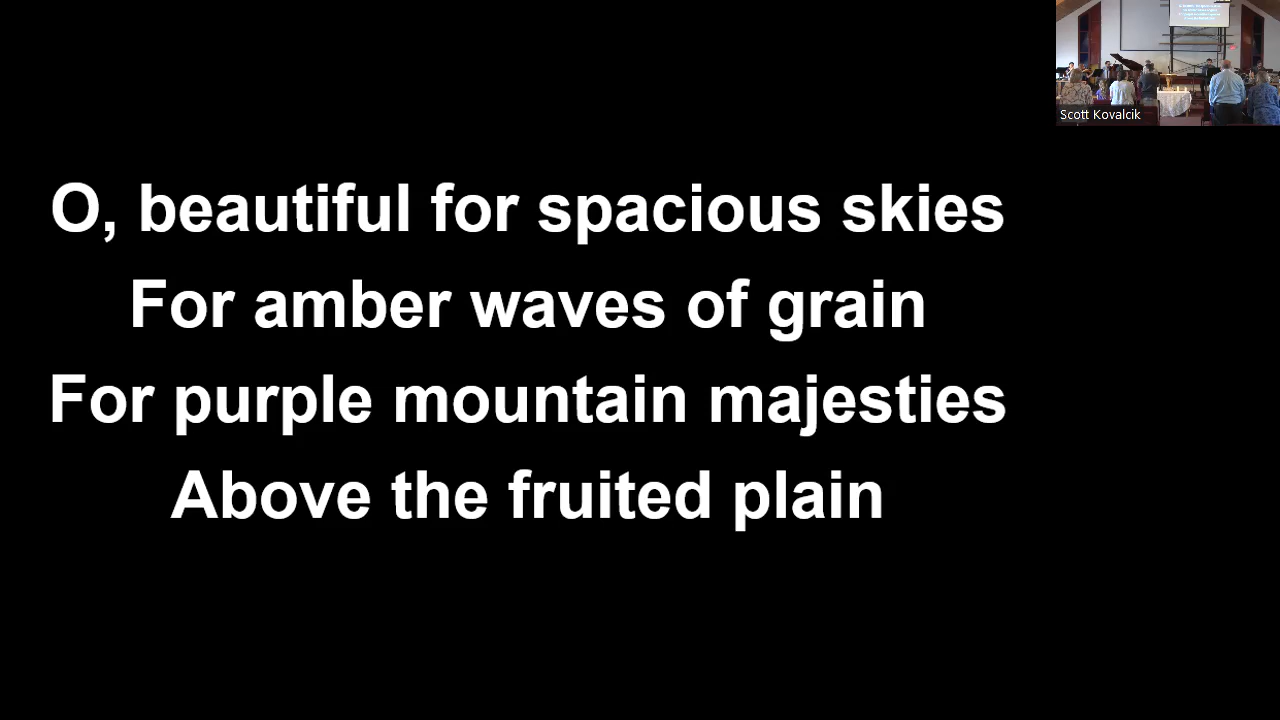 O, beautiful for spacious skies
For amber waves of grain
For purple mountain majesties
Above the fruited plain
Scott Kovalcik